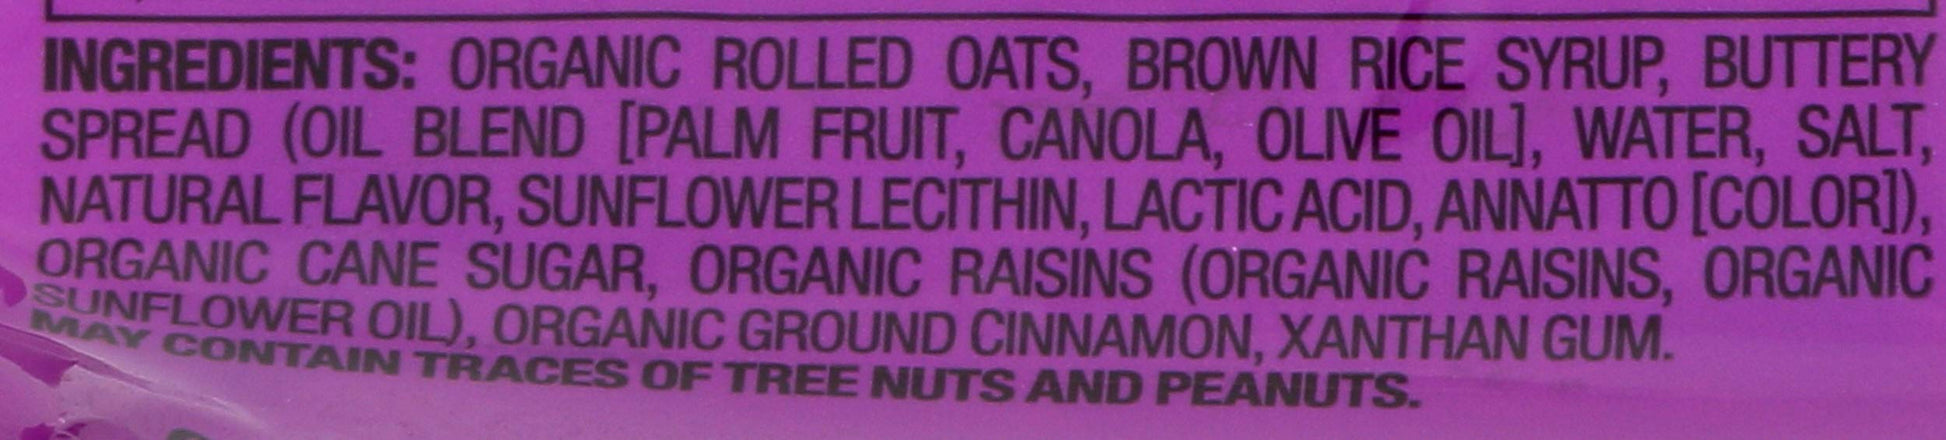 INGREDIENTS: ORGANIC ROLLED OATS, BROWN RICE SYRUP, BUTTERY
SPREAD (OIL BLEND [PALM FRUIT, CANOLA, OLIVE OIL], WATER, SALT,
NATURAL FLAVOR, SUNFLOWER LECITHIN, LACTIC ACID, ANNATTO [COLOR]),
ORGANIC CANE SUGAR, ORGANIC RAISINS (ORGANIC RAISINS, ORGANIC
SUNFLOWER OIL), ORGANIC GROUND CINNAMON, XANTHAN GUM.
MAY CONTAIN TRACES OF TREE NUTS AND PEANUTS.